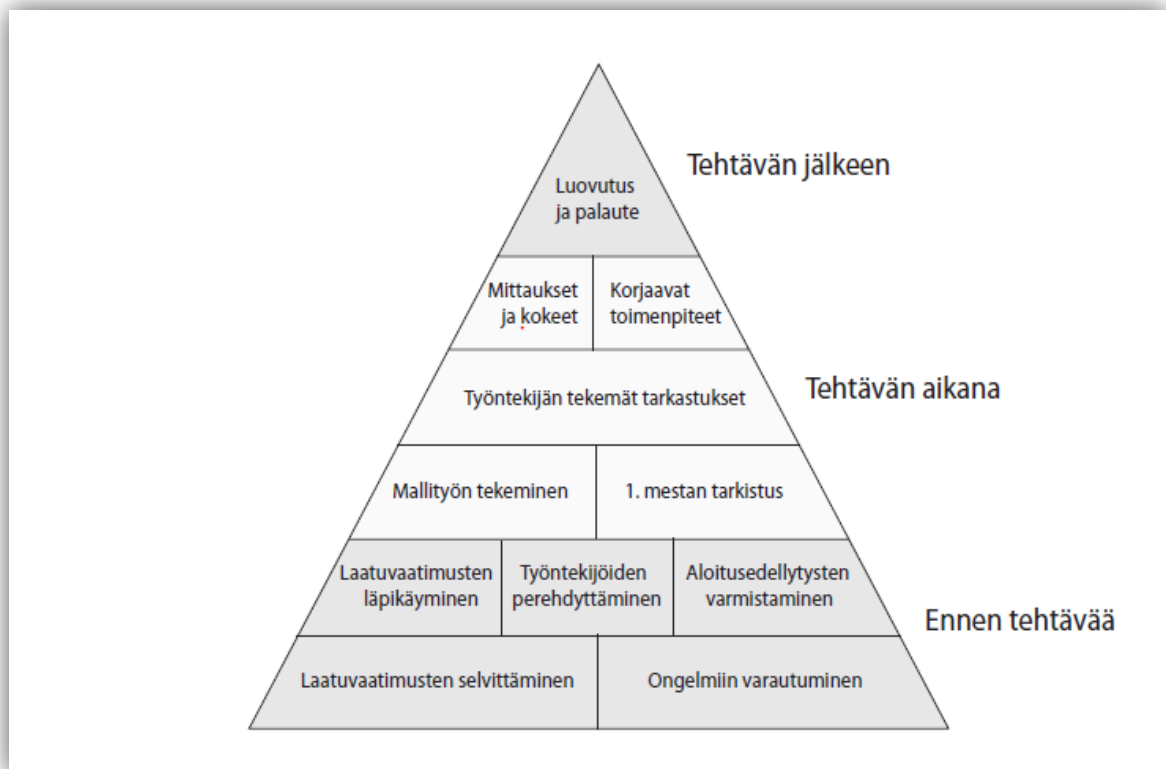 Tehtävän jälkeen
Luovutus
ja palaute
Mittaukset
ja kokeet
Korjaavat
toimenpiteet
Työntekijän tekemät tarkastukset
Tehtävän aikana
Mallityön tekeminen
1. mestan tarkistus
Laatuvaatimusten
läpikäyminen
Työntekijöiden
perehdyttäminen
Aloitusedellytysten
varmistaminen
Ennen tehtävää
Laatuvaatimusten selvittäminen
Ongelmiin varautuminen